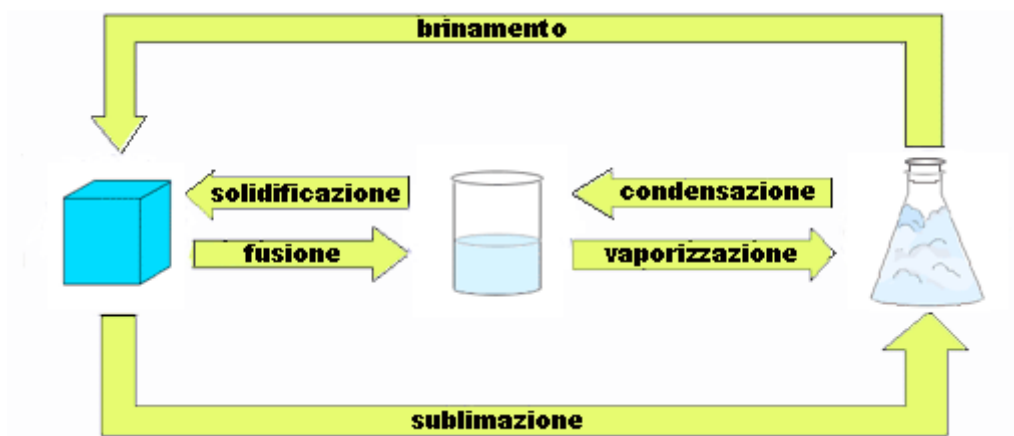 brinamento
solidificazione
condensazione
fusione
vaporizzazione
sublimazione